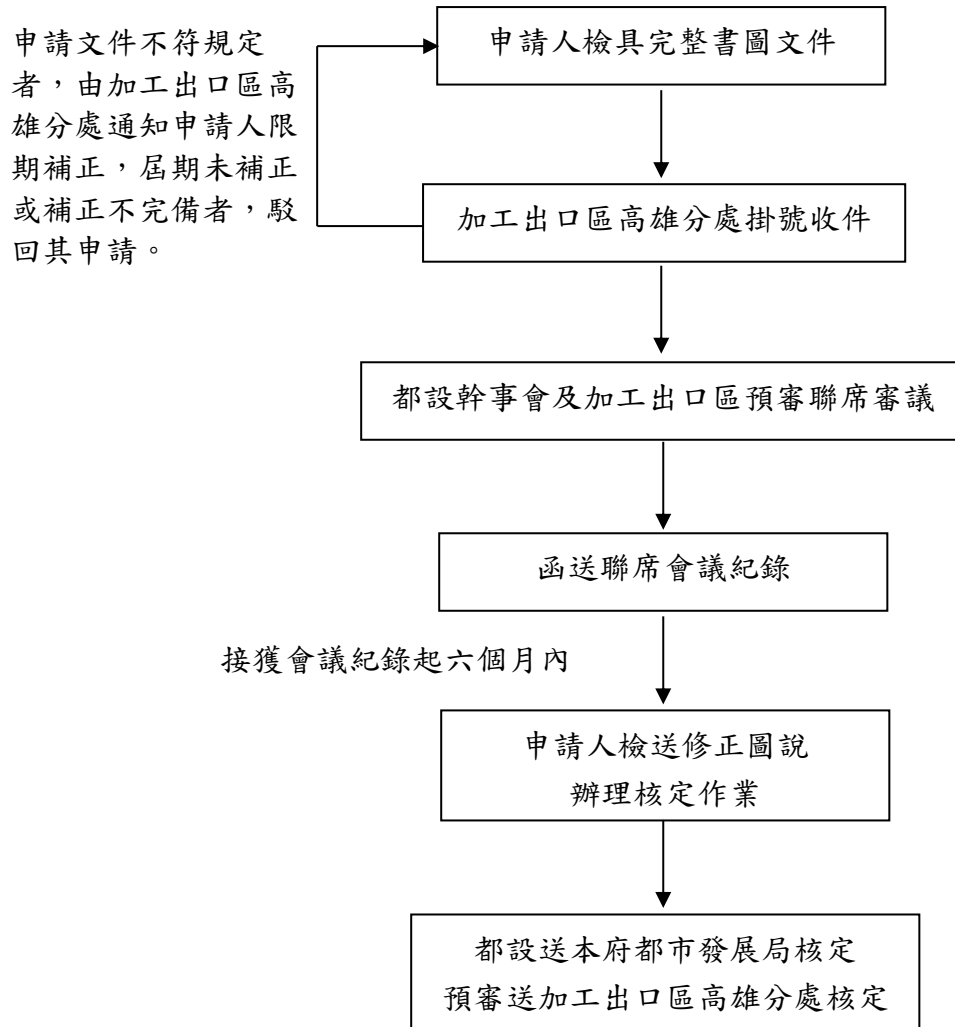 申請文件不符規定
者，由加工出口區高
雄分處通知申請人限
期補正，屆期未補正
或補正不完備者，駁
回其申請。
申請人檢具完整書圖文件
加工出口區高雄分處掛號收件
都設幹事會及加工出口區預審聯席審議
函送聯席會議紀錄
接獲會議紀錄起六個月內
申請人檢送修正圖說
辦理核定作業
都設送本府都市發展局核定
預審送加工出口區高雄分處核定